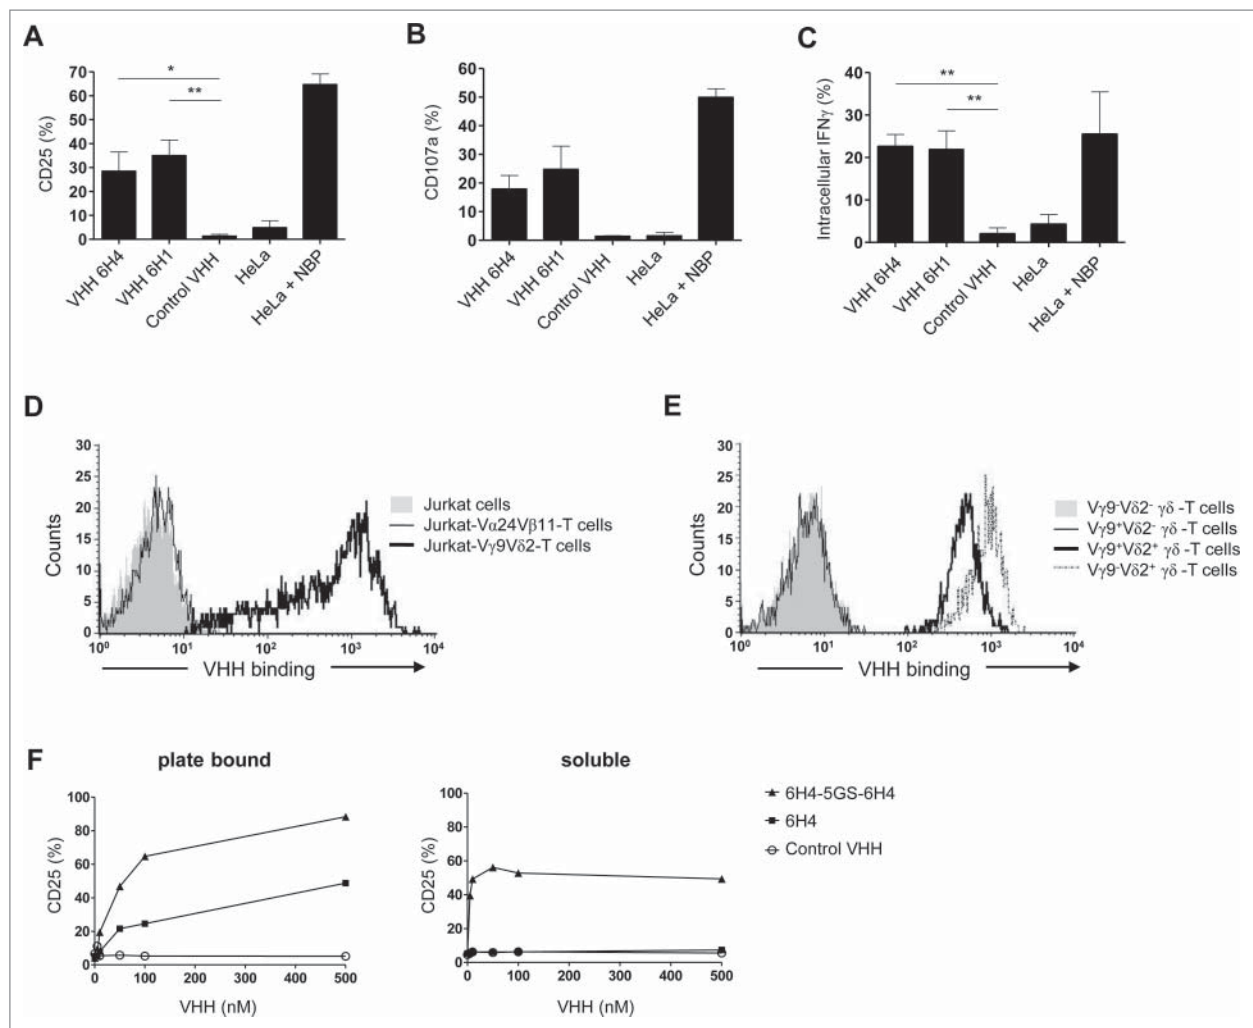 A
CD25 (%)
70
60
50
40
30
20
10
0
*
**
VHH 6H4
VHH 6H1
Control VHH
HeLa
HeLa + NBP
B
CD107a (%)
60
50
40
30
20
10
0
VHH 6H4
VHH 6H1
Control VHH
HeLa
HeLa + NBP
C
Intracellular IFNγ (%)
40
30
20
10
0
**
**
VHH 6H4
VHH 6H1
Control VHH
HeLa
HeLa + NBP
D
Counts
30
25
20
15
10
5
0
10⁰
10¹
10²
10³
10⁴
VHH binding
Jurkat cells
Jurkat-Vα24Vβ11-T cells
Jurkat-Vγ9Vδ2-T cells
E
Counts
30
25
20
15
10
5
0
10⁰
10¹
10²
10³
10⁴
VHH binding
Vγ9⁻Vδ2⁻ γδ -T cells
Vγ9⁺Vδ2⁻ γδ -T cells
Vγ9⁺Vδ2⁺ γδ -T cells
Vγ9⁻Vδ2⁺ γδ -T cells
F
plate bound
CD25 (%)
100
80
60
40
20
0
0
100
200
300
400
500
VHH (nM)
soluble
CD25 (%)
100
80
60
40
20
0
0
100
200
300
400
500
VHH (nM)
6H4-5GS-6H4
6H4
Control VHH